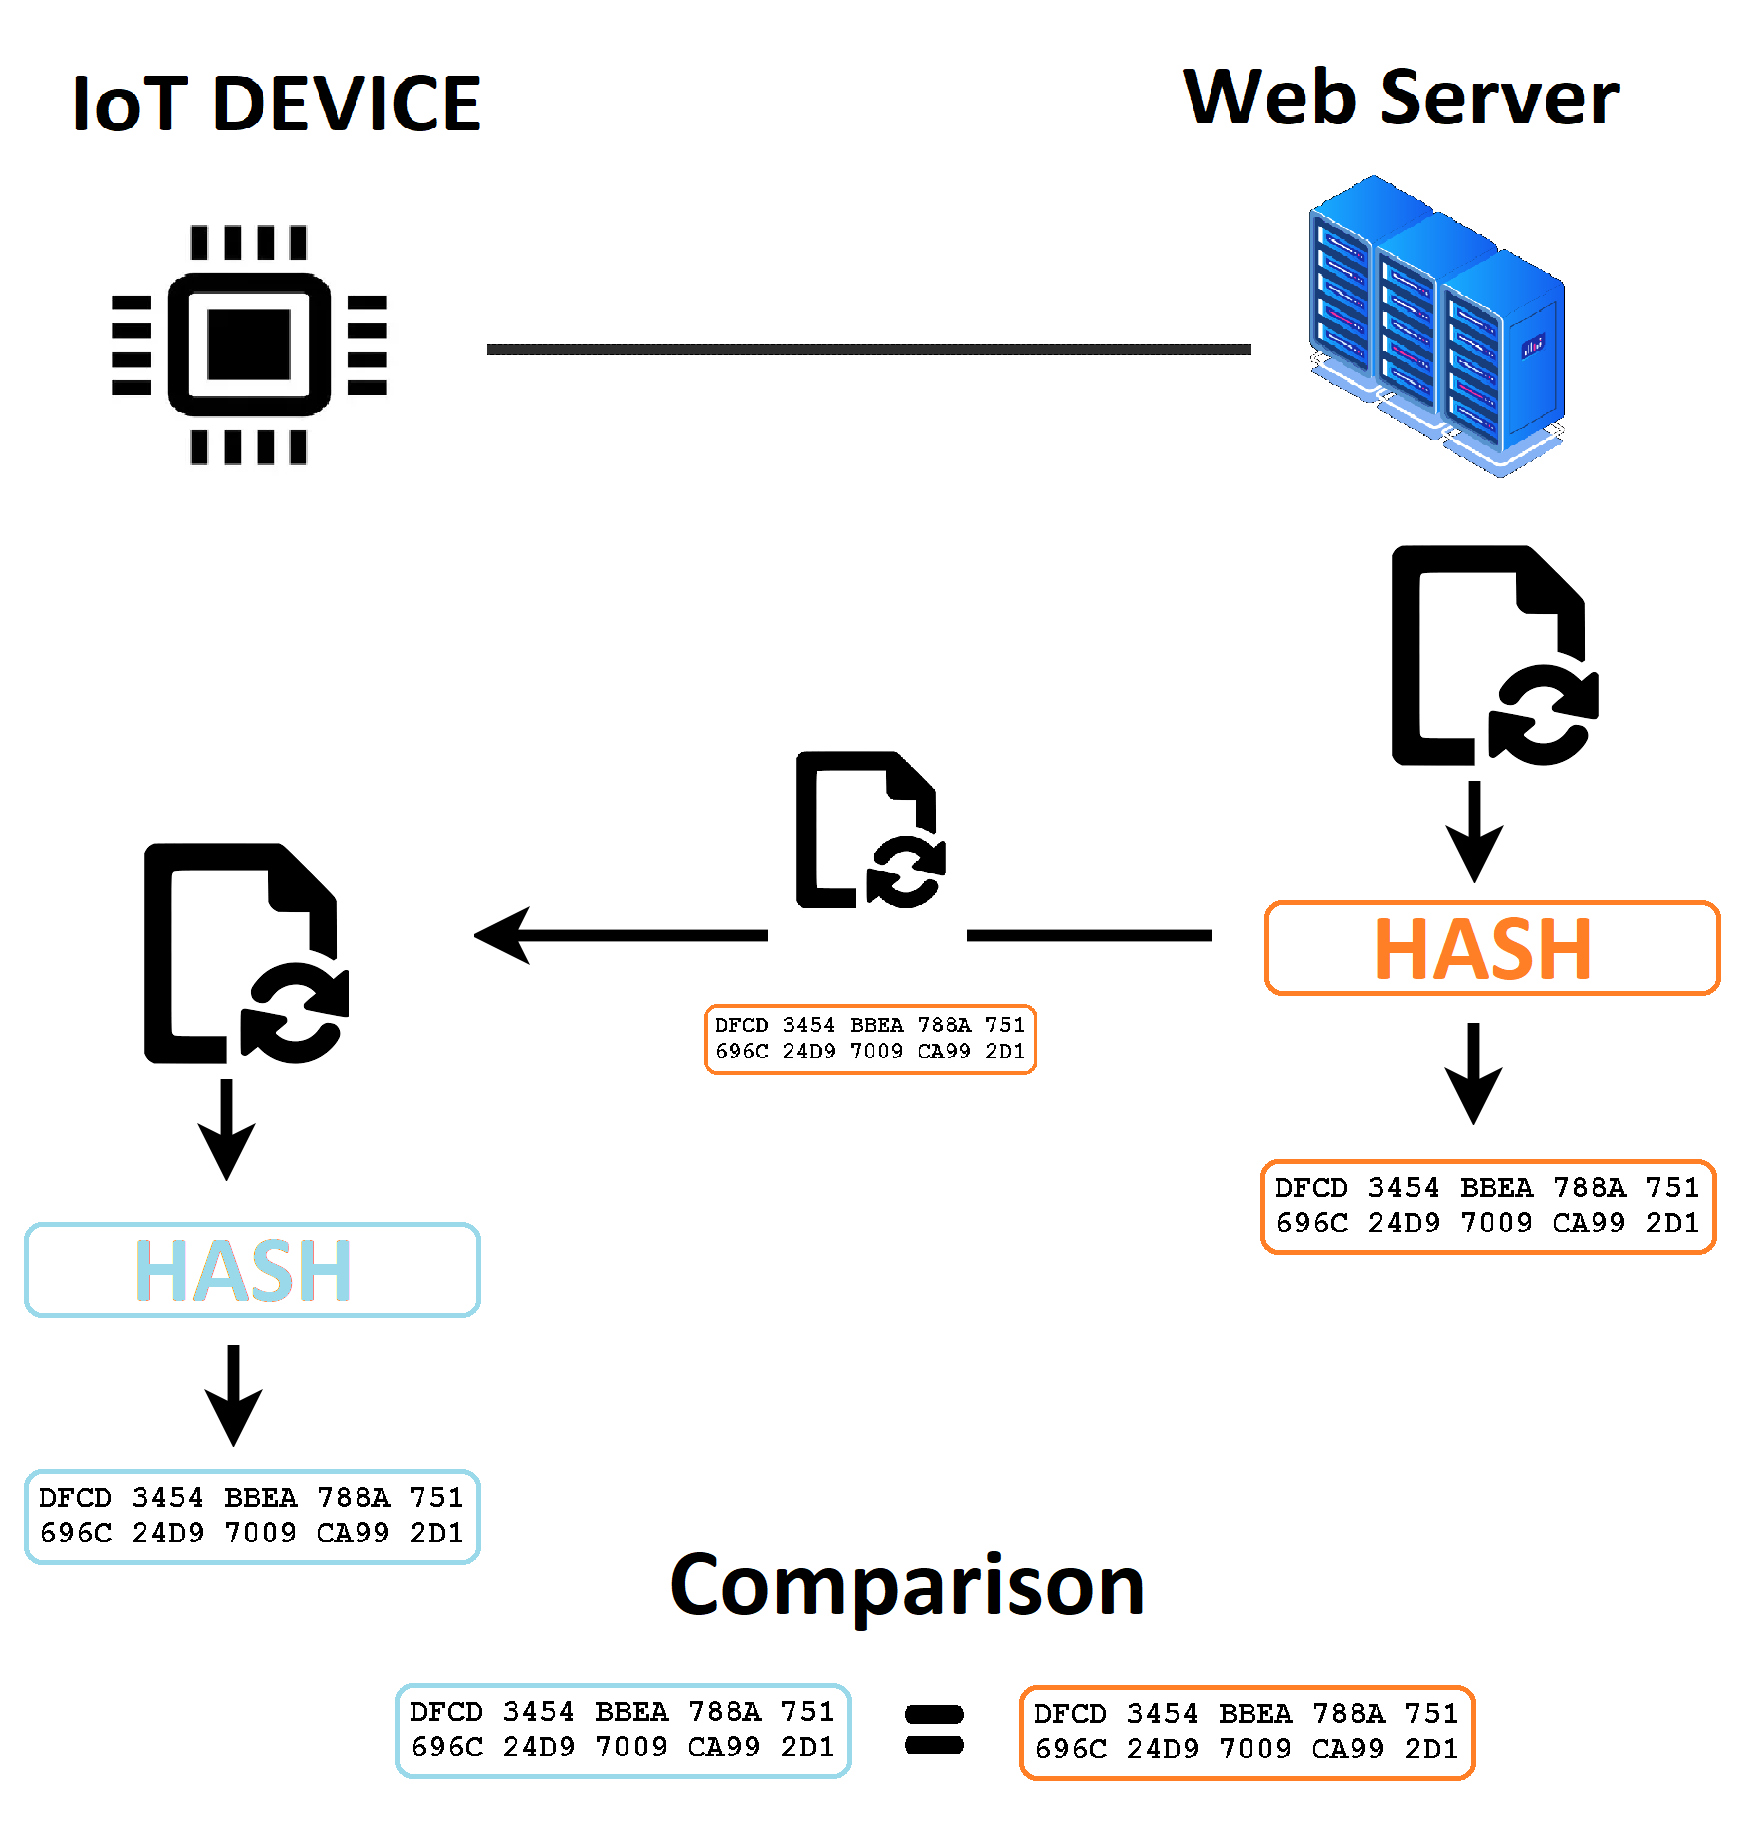 IoT DEVICE
Web Server
HASH
DFCD 3454 BBEA 788A 751
696C 24D9 7009 CA99 2D1
DFCD 3454 BBEA 788A 751
696C 24D9 7009 CA99 2D1
HASH
DFCD 3454 BBEA 788A 751
696C 24D9 7009 CA99 2D1
Comparison
DFCD 3454 BBEA 788A 751
696C 24D9 7009 CA99 2D1
=
DFCD 3454 BBEA 788A 751
696C 24D9 7009 CA99 2D1